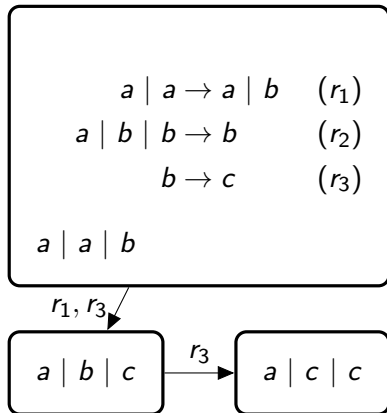 a | a → a | b (r₁)
a | b | b → b (r₂)
b → c (r₃)
a | a | b
r₁, r₃
a | b | c
r₃
a | c | c